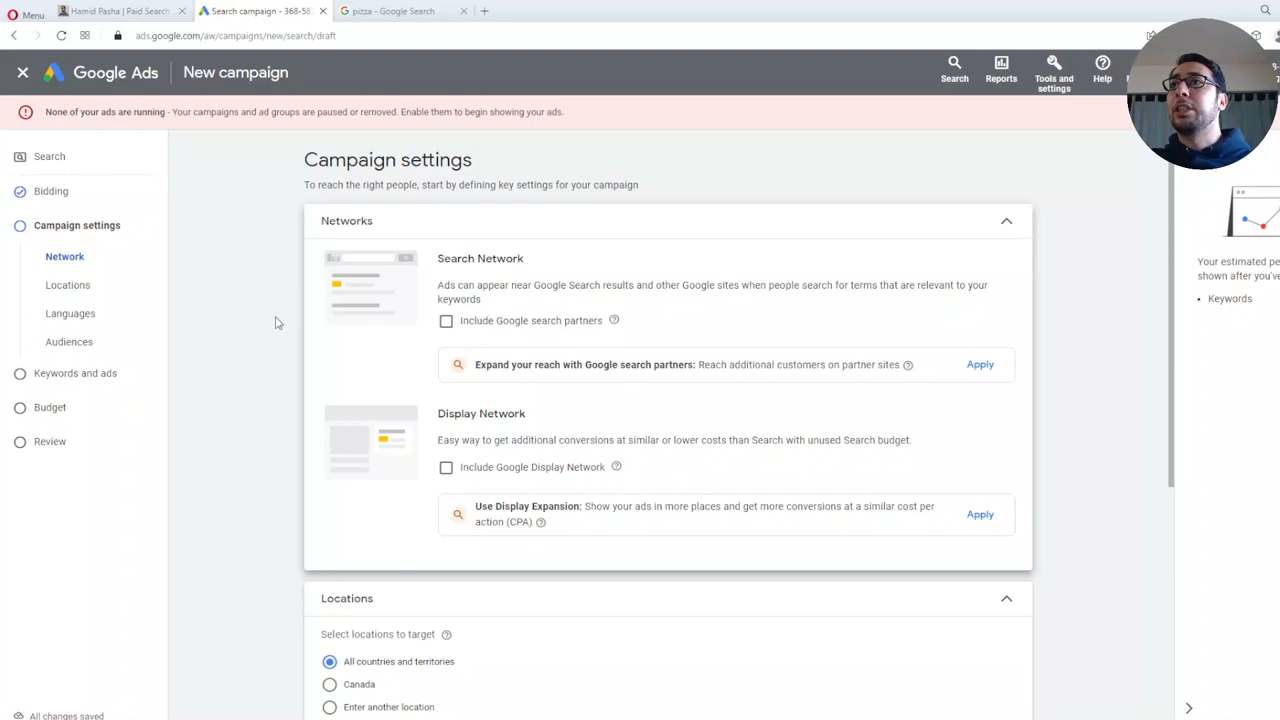 Menu
Hamid Pasha | Paid Search
Search campaign - 368-58
pizza - Google Search
ads.google.com/aw/campaigns/new/search/draft
Google Ads
New campaign
Search
Reports
Tools and
settings
Help
None of your ads are running - Your campaigns and ad groups are paused or removed. Enable them to begin showing your ads.
Search
Bidding
Campaign settings
Network
Locations
Languages
Audiences
Keywords and ads
Budget
Review
All changes saved
Campaign settings
To reach the right people, start by defining key settings for your campaign
Networks
Search Network
Ads can appear near Google Search results and other Google sites when people search for terms that are relevant to your
keywords
Include Google search partners
Expand your reach with Google search partners: Reach additional customers on partner sites
Apply
Display Network
Easy way to get additional conversions at similar or lower costs than Search with unused Search budget.
Include Google Display Network
Use Display Expansion: Show your ads in more places and get more conversions at a similar cost per
action (CPA)
Apply
Locations
Select locations to target
All countries and territories
Canada
Enter another location
Your estimated pe
shown after you've
• Keywords